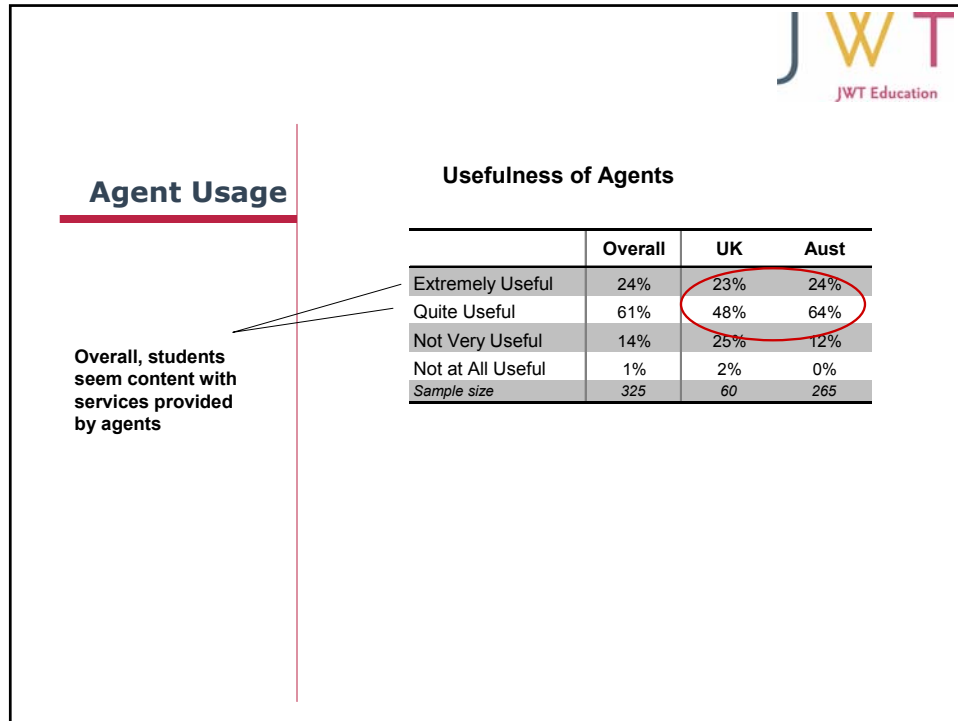 JWT
JWT Education
Agent Usage
Usefulness of Agents
Overall UK Aust
Extremely Useful 24% 23% 24%
Quite Useful 61% 48% 64%
Not Very Useful 14% 25% 12%
Not at All Useful 1% 2% 0%
Sample size 325 60 265
Overall, students
seem content with
services provided
by agents